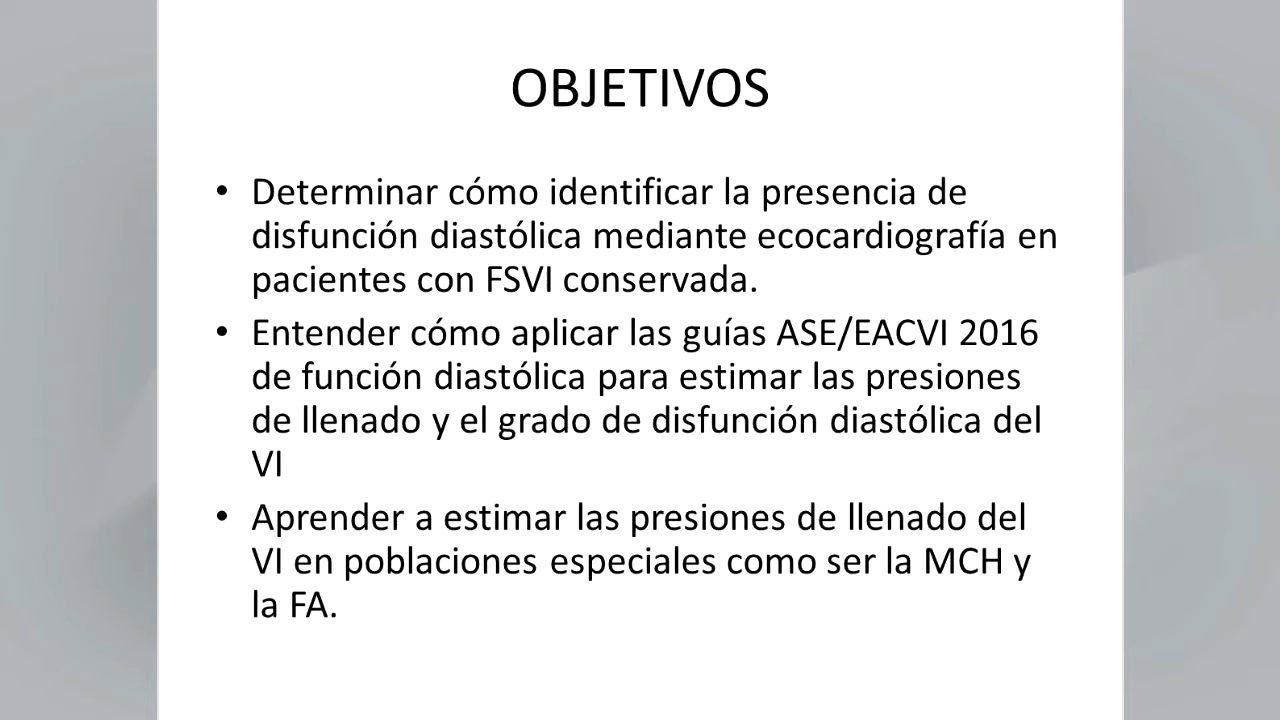 OBJETIVOS
• Determinar cómo identificar la presencia de
disfunción diastólica mediante ecocardiografía en
pacientes con FSVI conservada.
• Entender cómo aplicar las guías ASE/EACVI 2016
de función diastólica para estimar las presiones
de llenado y el grado de disfunción diastólica del
VI
• Aprender a estimar las presiones de llenado del
VI en poblaciones especiales como ser la MCH y
la FA.